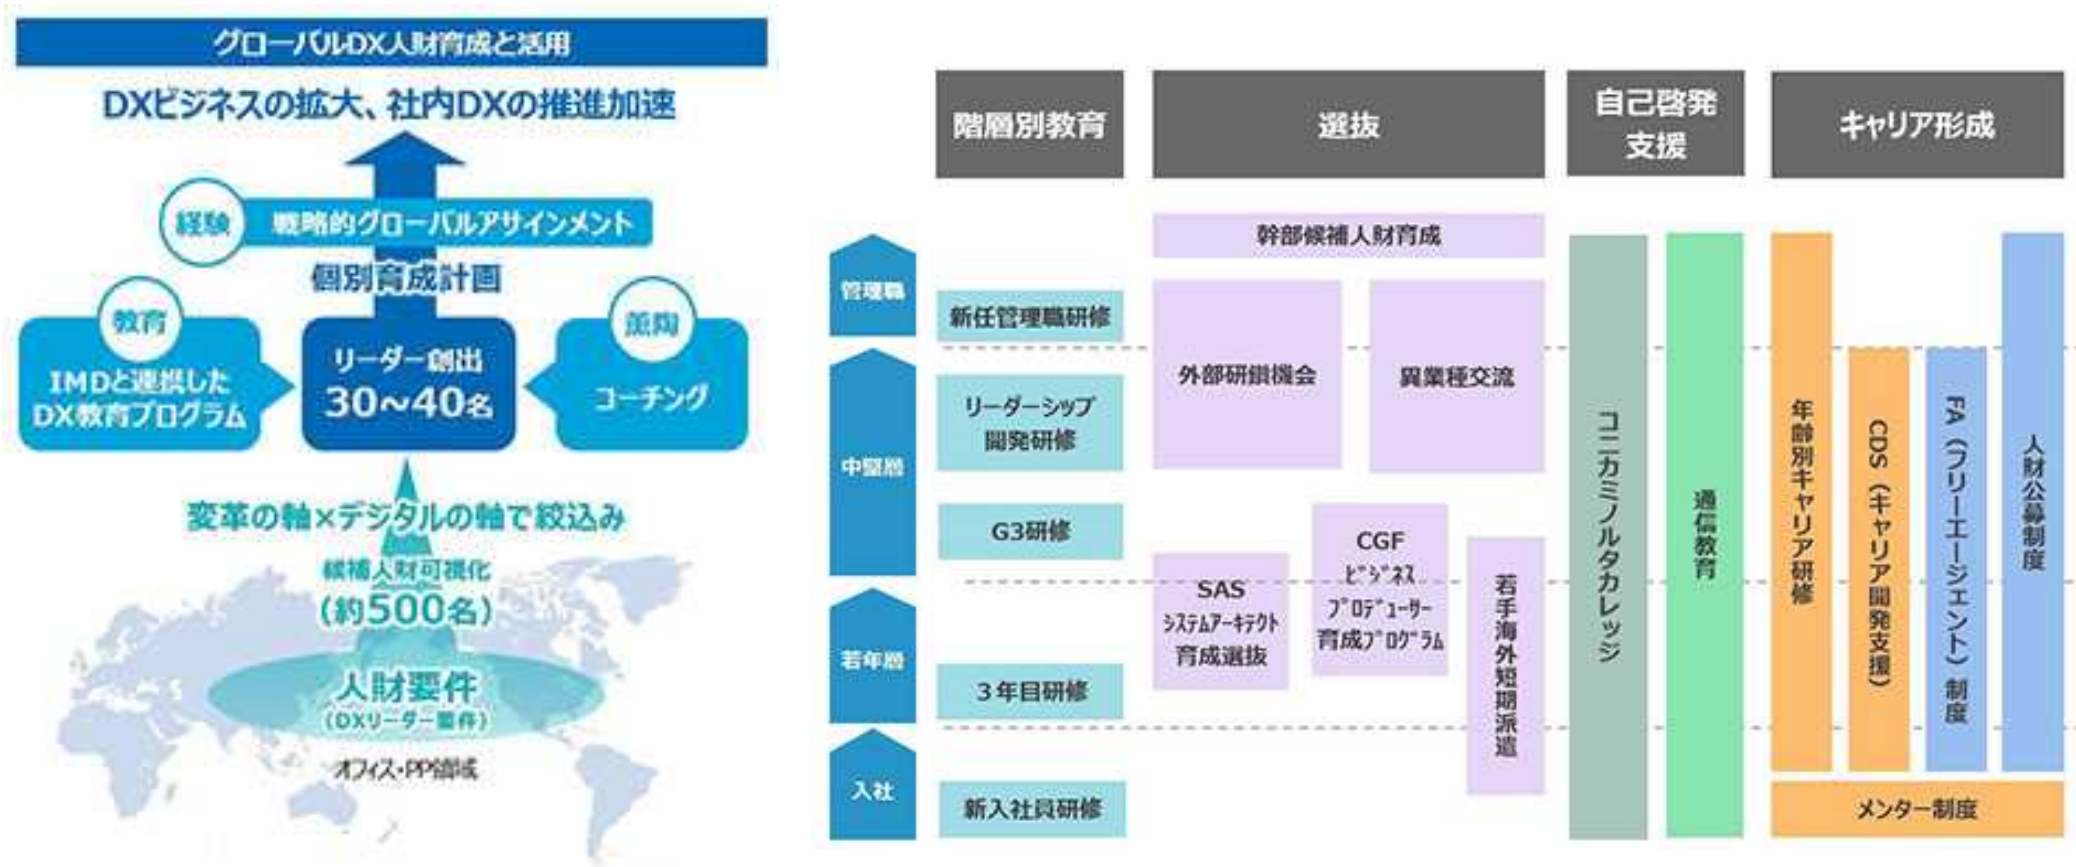 グローバルDX人財育成と活用
DXビジネスの拡大、社内DXの推進加速
経験
戦略的グローバルアサインメント
個別育成計画
教育
IMDと連携した
DX教育プログラム
リーダー創出
30~40名
薫陶
コーチング
変革の軸×デジタルの軸で絞込み
候補人財可視化
(約500名)
人財要件
(DXリーダー要件)
オフィス・PP領域
階層別教育
選抜
自己啓発
支援
キャリア形成
管理職
中堅層
若年層
入社
新任管理職研修
リーダーシップ
開発研修
G3研修
3年目研修
新入社員研修
幹部候補人財育成
外部研鑽機会
異業種交流
SAS
システムアーキテクト
育成選抜
CGF
ビジネス
プロデューサー
育成プログラム
若手海外短期派遣
コニカミノルタカレッジ
通信教育
年齢別キャリア研修
CDS(キャリア開発支援)
FA(フリーエージェント)制度
人財公募制度
メンター制度